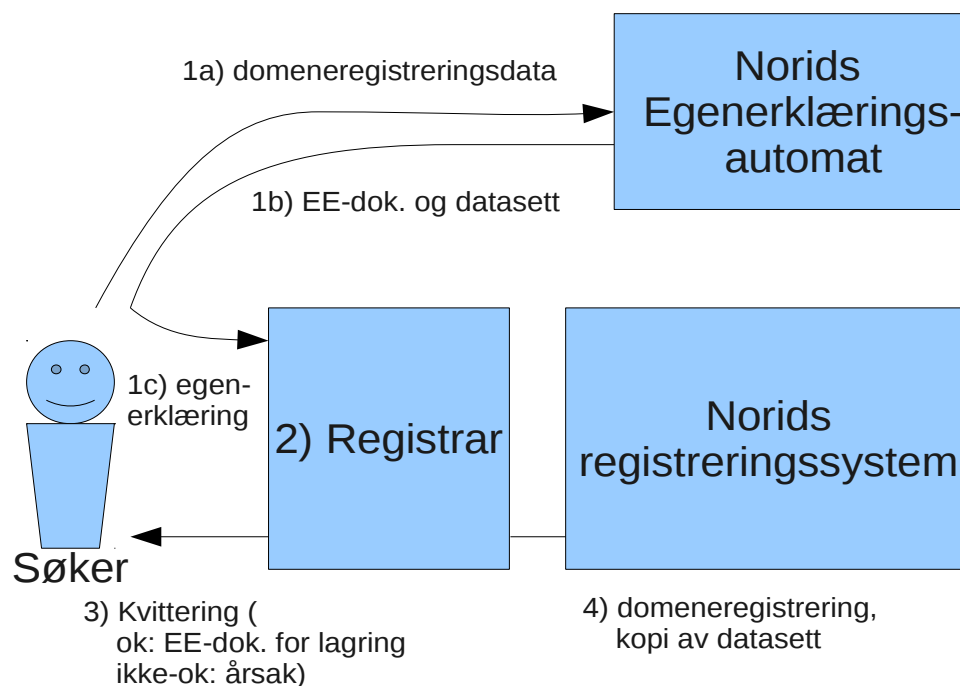 1a) domeneregistreringsdata
Norids
Egenerklærings-
automat
1b) EE-dok. og datasett
1c) egen-
erklæring
2) Registrar
Norids
registreringssystem
Søker
3) Kvittering (
ok: EE-dok. for lagring
ikke-ok: årsak)
4) domeneregistrering,
kopi av datasett